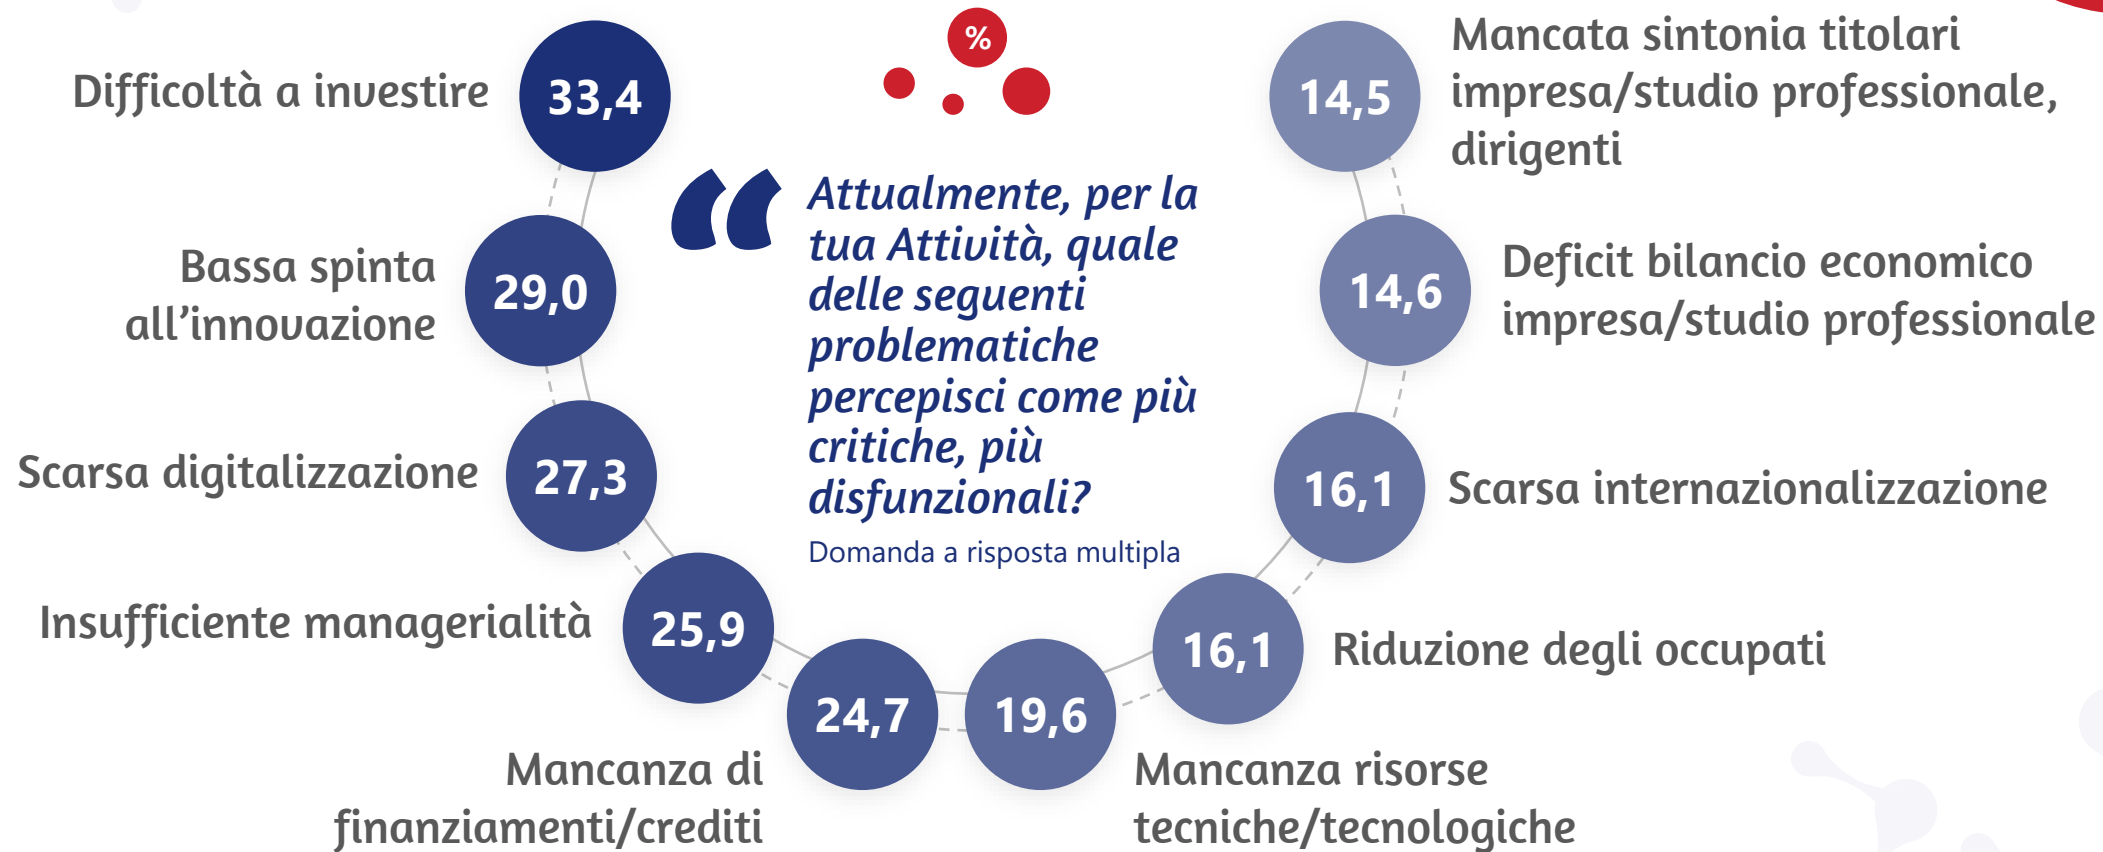 %
Attualmente, per la
tua Attività, quale
delle seguenti
problematiche
percepisci come più
critiche, più
disfunzionali?
Domanda a risposta multipla
Difficoltà a investire
33,4
Bassa spinta
all’innovazione
29,0
Scarsa digitalizzazione
27,3
Insufficiente managerialità
25,9
Mancanza di
finanziamenti/crediti
24,7
19,6
Mancanza risorse
tecniche/tecnologiche
16,1
Riduzione degli occupati
16,1
Scarsa internazionalizzazione
14,6
Deficit bilancio economico
impresa/studio professionale
14,5
Mancata sintonia titolari
impresa/studio professionale,
dirigenti